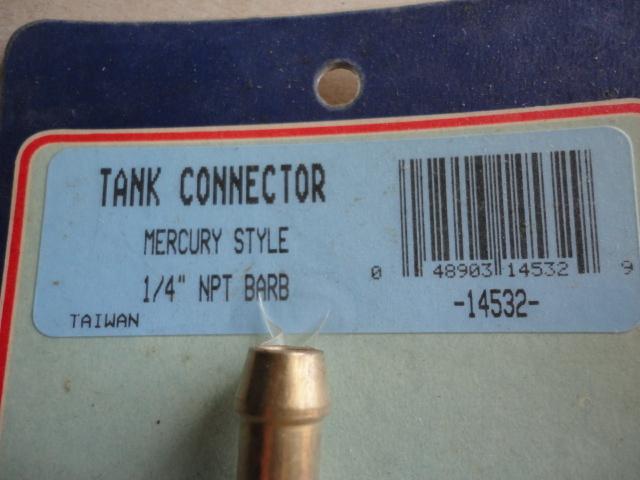 TANK CONNECTOR
MERCURY STYLE
1/4" NPT BARB
TAIWAN
0 48903 14532 9
-14532-